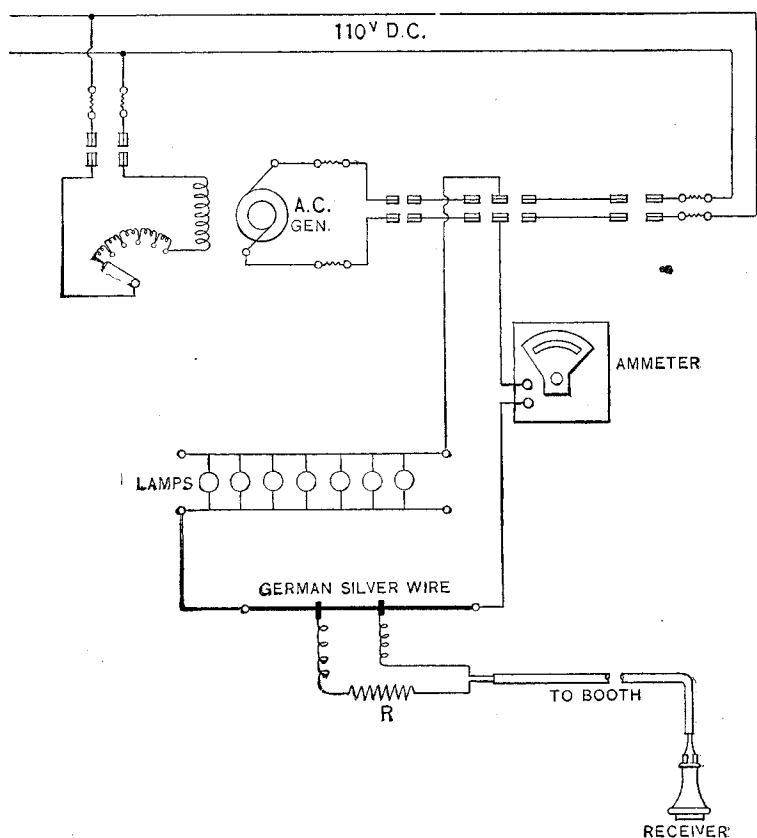 110V D.C.
A.C.
GEN.
AMMETER
LAMPS
GERMAN SILVER WIRE
R
TO BOOTH
RECEIVER